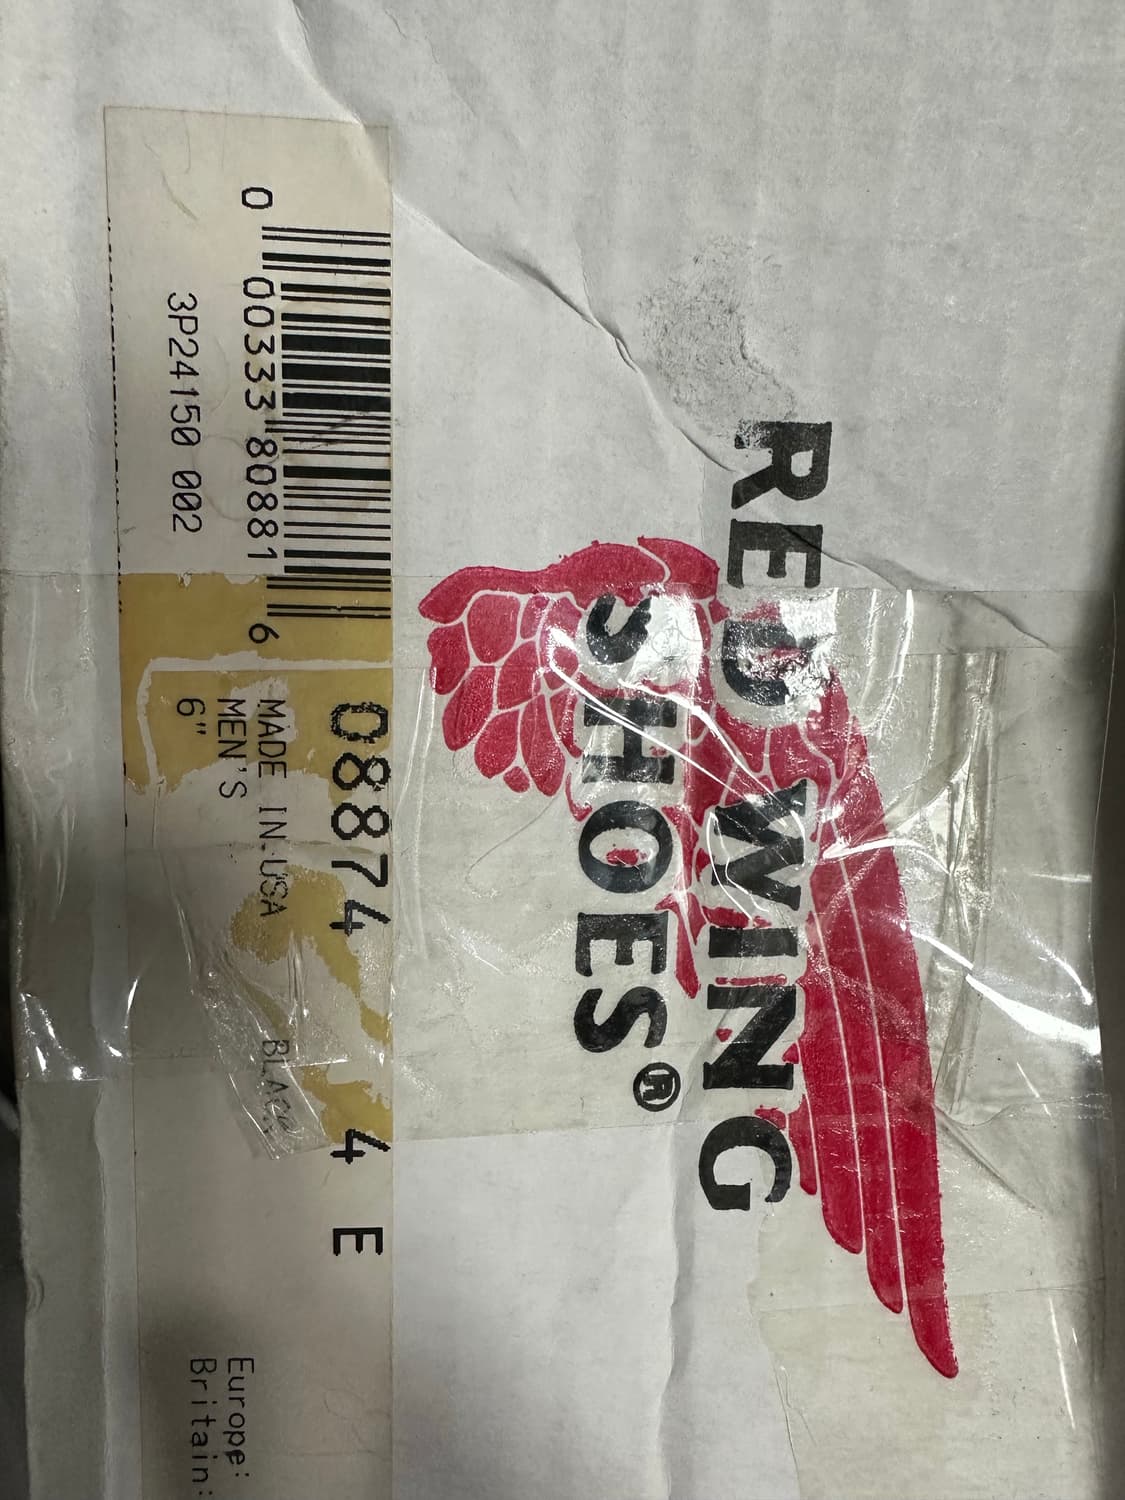 RED WING
SHOES®
08874 4 E
0 00333 80881 6
MADE IN USA BLACK
MEN'S
6"
3P24150 002
Europe:
Britain: